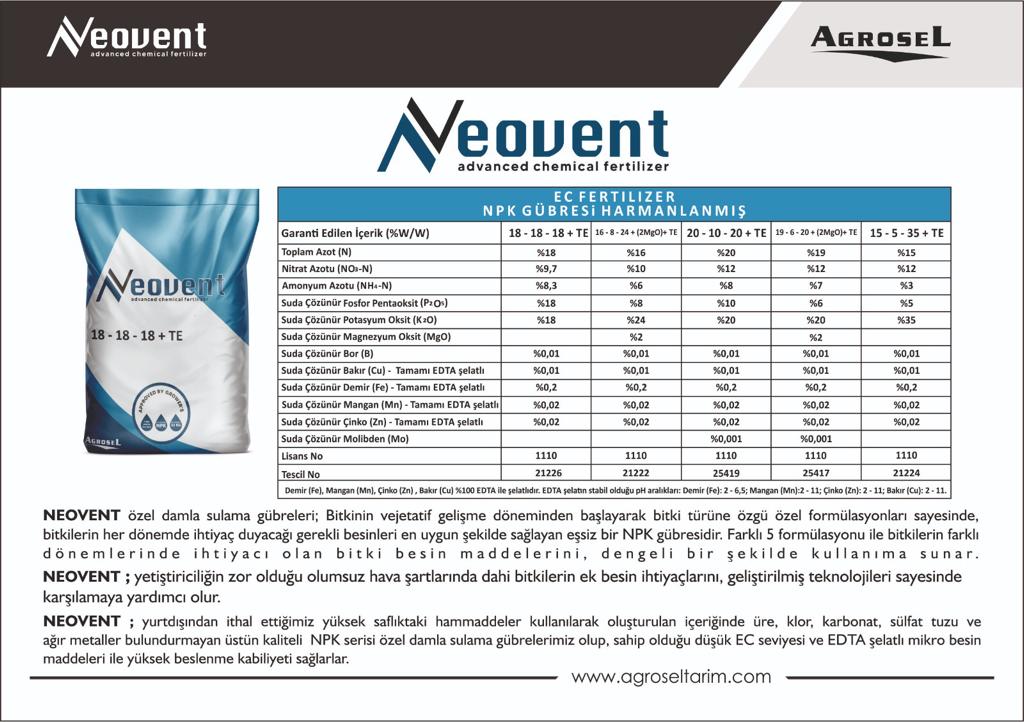 Neovent
advanced chemical fertilizer
AGROSEL
Neovent
advanced chemical fertilizer
Neovent
advanced chemical fertilizer
18 - 18 - 18 + TE
APPROVED BY GROWER'S
NPK
AGROSEL
EC FERTILIZER
NPK GÜBRESİ HARMANLANMIŞ
Garanti Edilen İçerik (%W/W) 18 - 18 - 18 + TE 16 - 8 - 24 + (2MgO)+ TE 20 - 10 - 20 + TE 19 - 6 - 20 + (2MgO)+ TE 15 - 5 - 35 + TE
Toplam Azot (N) %18 %16 %20 %19 %15
Nitrat Azotu (NO₃-N) %9,7 %10 %12 %12 %12
Amonyum Azotu (NH₄-N) %8,3 %6 %8 %7 %3
Suda Çözünür Fosfor Pentaoksit (P₂O₅) %18 %8 %10 %6 %5
Suda Çözünür Potasyum Oksit (K₂O) %18 %24 %20 %20 %35
Suda Çözünür Magnezyum Oksit (MgO) %2 %2
Suda Çözünür Bor (B) %0,01 %0,01 %0,01 %0,01 %0,01
Suda Çözünür Bakır (Cu) - Tamamı EDTA şelatlı %0,01 %0,01 %0,01 %0,01 %0,01
Suda Çözünür Demir (Fe) - Tamamı EDTA şelatlı %0,2 %0,2 %0,2 %0,2 %0,2
Suda Çözünür Mangan (Mn) - Tamamı EDTA şelatlı %0,02 %0,02 %0,02 %0,02 %0,02
Suda Çözünür Çinko (Zn) - Tamamı EDTA şelatlı %0,02 %0,02 %0,02 %0,02 %0,02
Suda Çözünür Molibden (Mo) %0,001 %0,001
Lisans No 1110 1110 1110 1110 1110
Tescil No 21226 21222 25419 25417 21224
Demir (Fe), Mangan (Mn), Çinko (Zn) , Bakır (Cu) %100 EDTA ile şelatlıdır. EDTA şelatın stabil olduğu pH aralıkları: Demir (Fe): 2 - 6,5; Mangan (Mn):2 - 11; Çinko (Zn): 2 - 11; Bakır (Cu): 2 - 11.
NEOVENT özel damla sulama gübreleri; Bitkinin vejetatif gelişme döneminden başlayarak bitki türüne özgü özel formülasyonları sayesinde,
bitkilerin her dönemde ihtiyaç duyacağı gerekli besinleri en uygun şekilde sağlayan eşsiz bir NPK gübresidir. Farklı 5 formülasyonu ile bitkilerin farklı
dönemlerinde ihtiyacı olan bitki besin maddelerini, dengeli bir şekilde kullanıma sunar.
NEOVENT ; yetiştiriciliğin zor olduğu olumsuz hava şartlarında dahi bitkilerin ek besin ihtiyaçlarını, geliştirilmiş teknolojileri sayesinde
karşılamaya yardımcı olur.
NEOVENT ; yurtdışından ithal ettiğimiz yüksek saflıktaki hammaddeler kullanılarak oluşturulan içeriğinde üre, klor, karbonat, sülfat tuzu ve
ağır metaller bulundurmayan üstün kaliteli NPK serisi özel damla sulama gübrelerimiz olup, sahip olduğu düşük EC seviyesi ve EDTA şelatlı mikro besin
maddeleri ile yüksek beslenme kabiliyeti sağlarlar.
www.agroseltarim.com